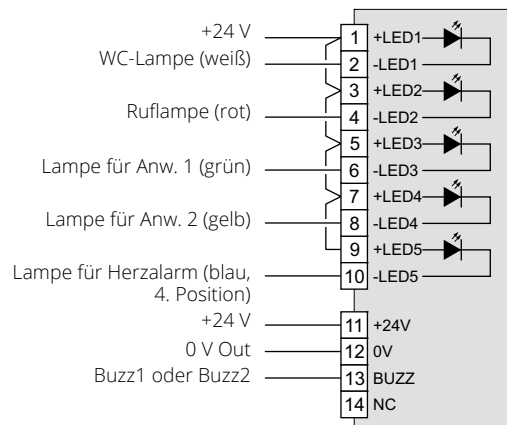 +24 V 1 +LED1
WC-Lampe (weiß) 2 -LED1
3 +LED2
Ruflampe (rot) 4 -LED2
5 +LED3
Lampe für Anw. 1 (grün) 6 -LED3
7 +LED4
Lampe für Anw. 2 (gelb) 8 -LED4
9 +LED5
Lampe für Herzalarm (blau, 10 -LED5
4. Position)
+24 V 11 +24V
0 V Out 12 0V
Buzz1 oder Buzz2 13 BUZZ
14 NC